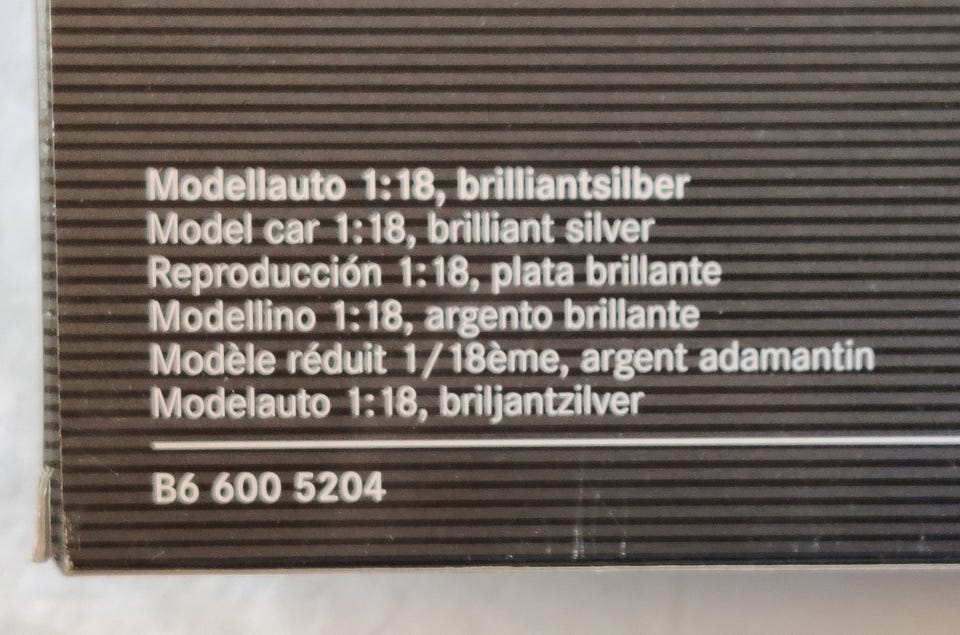 Modellauto 1:18, brilliantsilber
Model car 1:18, brilliant silver
Reproducción 1:18, plata brillante
Modellino 1:18, argento brillante
Modèle réduit 1/18ème, argent adamantin
Modelauto 1:18, briljantzilver
B6 600 5204